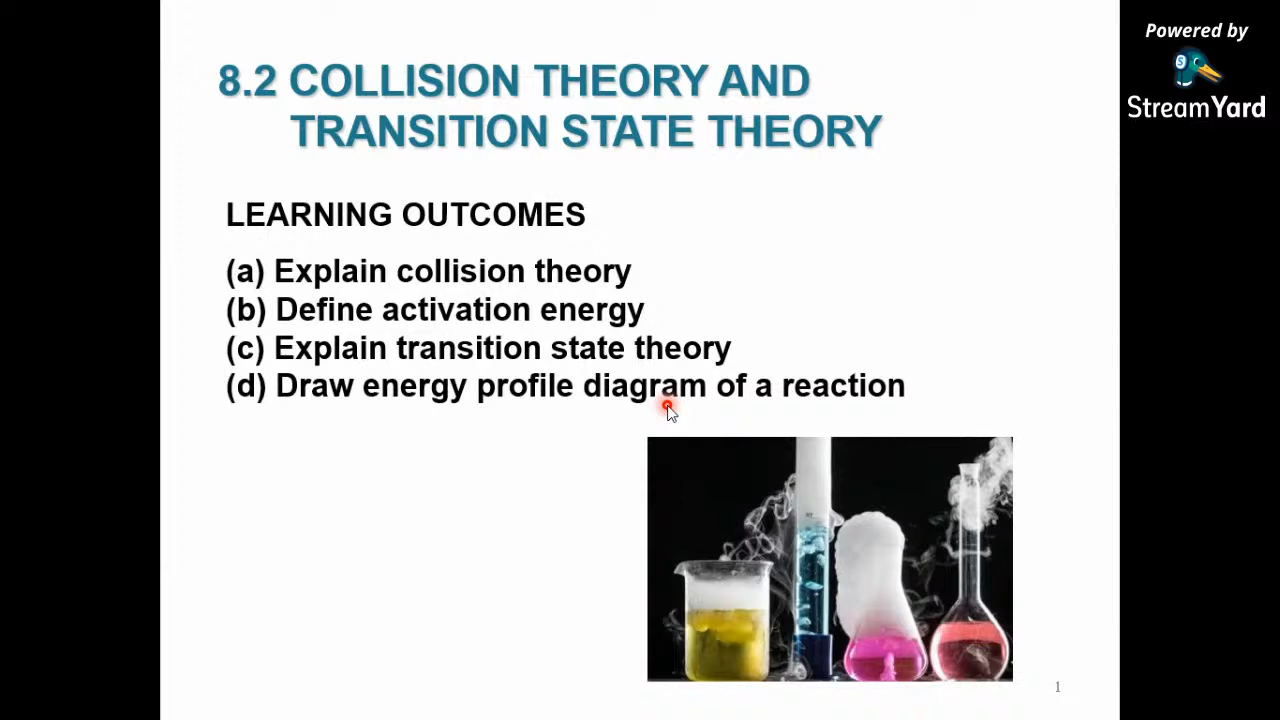 8.2 COLLISION THEORY AND
TRANSITION STATE THEORY
LEARNING OUTCOMES
(a) Explain collision theory
(b) Define activation energy
(c) Explain transition state theory
(d) Draw energy profile diagram of a reaction
1
Powered by
StreamYard